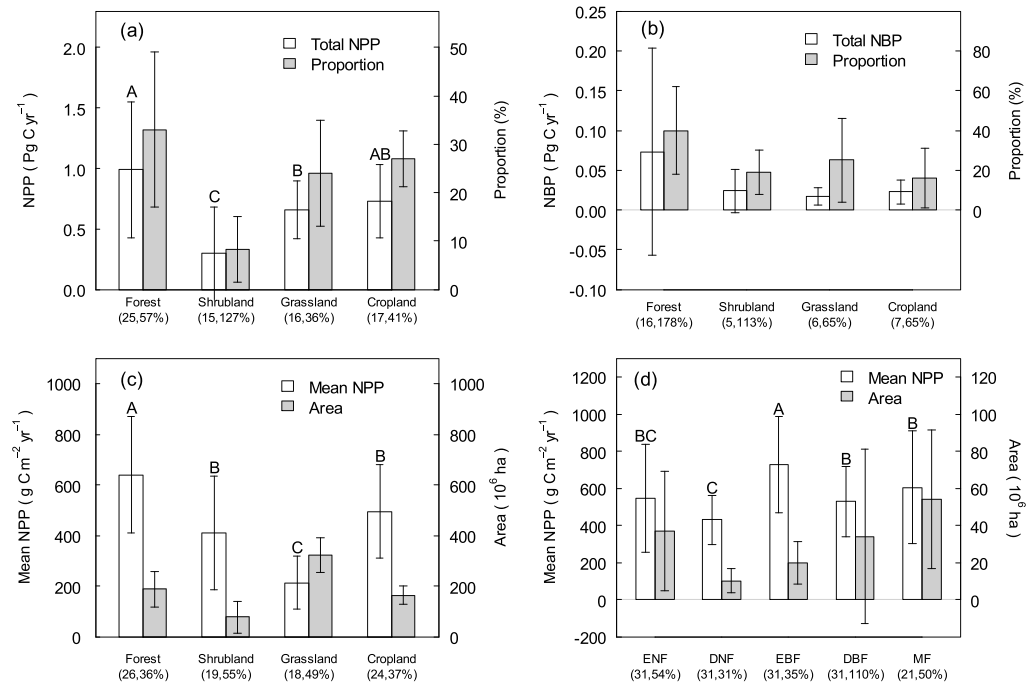 (a)
Total NPP
Proportion
NPP ( Pg C yr−1 )
2.0
1.5
1.0
0.5
0.0
A
C
B
AB
50
40
30
20
10
0
Proportion (%)
Forest Shrubland Grassland Cropland
(25,57%) (15,127%) (16,36%) (17,41%)
(b)
Total NBP
Proportion
NBP ( Pg C yr−1 )
0.25
0.20
0.15
0.10
0.05
0.00
-0.05
-0.10
80
60
40
20
0
Proportion (%)
Forest Shrubland Grassland Cropland
(16,178%) (5,113%) (6,65%) (7,65%)
(c)
Mean NPP
Area
Mean NPP ( g C m−2 yr−1 )
1000
800
600
400
200
0
A
B
C
B
1000
800
600
400
200
0
Area ( 106 ha )
Forest Shrubland Grassland Cropland
(26,36%) (19,55%) (18,49%) (24,37%)
(d)
Mean NPP
Area
Mean NPP ( g C m−2 yr−1 )
1200
1000
800
600
400
200
0
-200
BC
C
A
B
B
120
100
80
60
40
20
0
Area ( 106 ha )
ENF DNF EBF DBF MF
(31,54%) (31,31%) (31,35%) (31,110%) (21,50%)